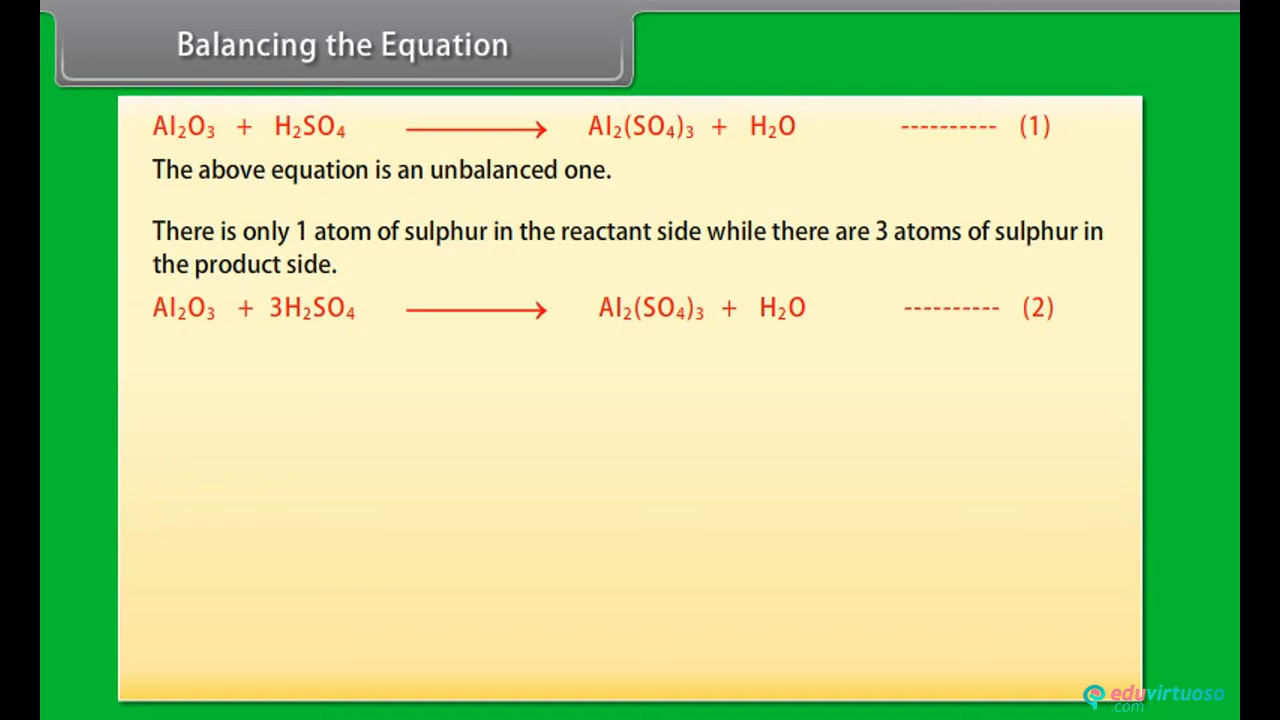 Balancing the Equation
Al₂O₃ + H₂SO₄ ⟶ Al₂(SO₄)₃ + H₂O ---------- (1)
The above equation is an unbalanced one.
There is only 1 atom of sulphur in the reactant side while there are 3 atoms of sulphur in
the product side.
Al₂O₃ + 3H₂SO₄ ⟶ Al₂(SO₄)₃ + H₂O ---------- (2)
eduvirtuoso
.com